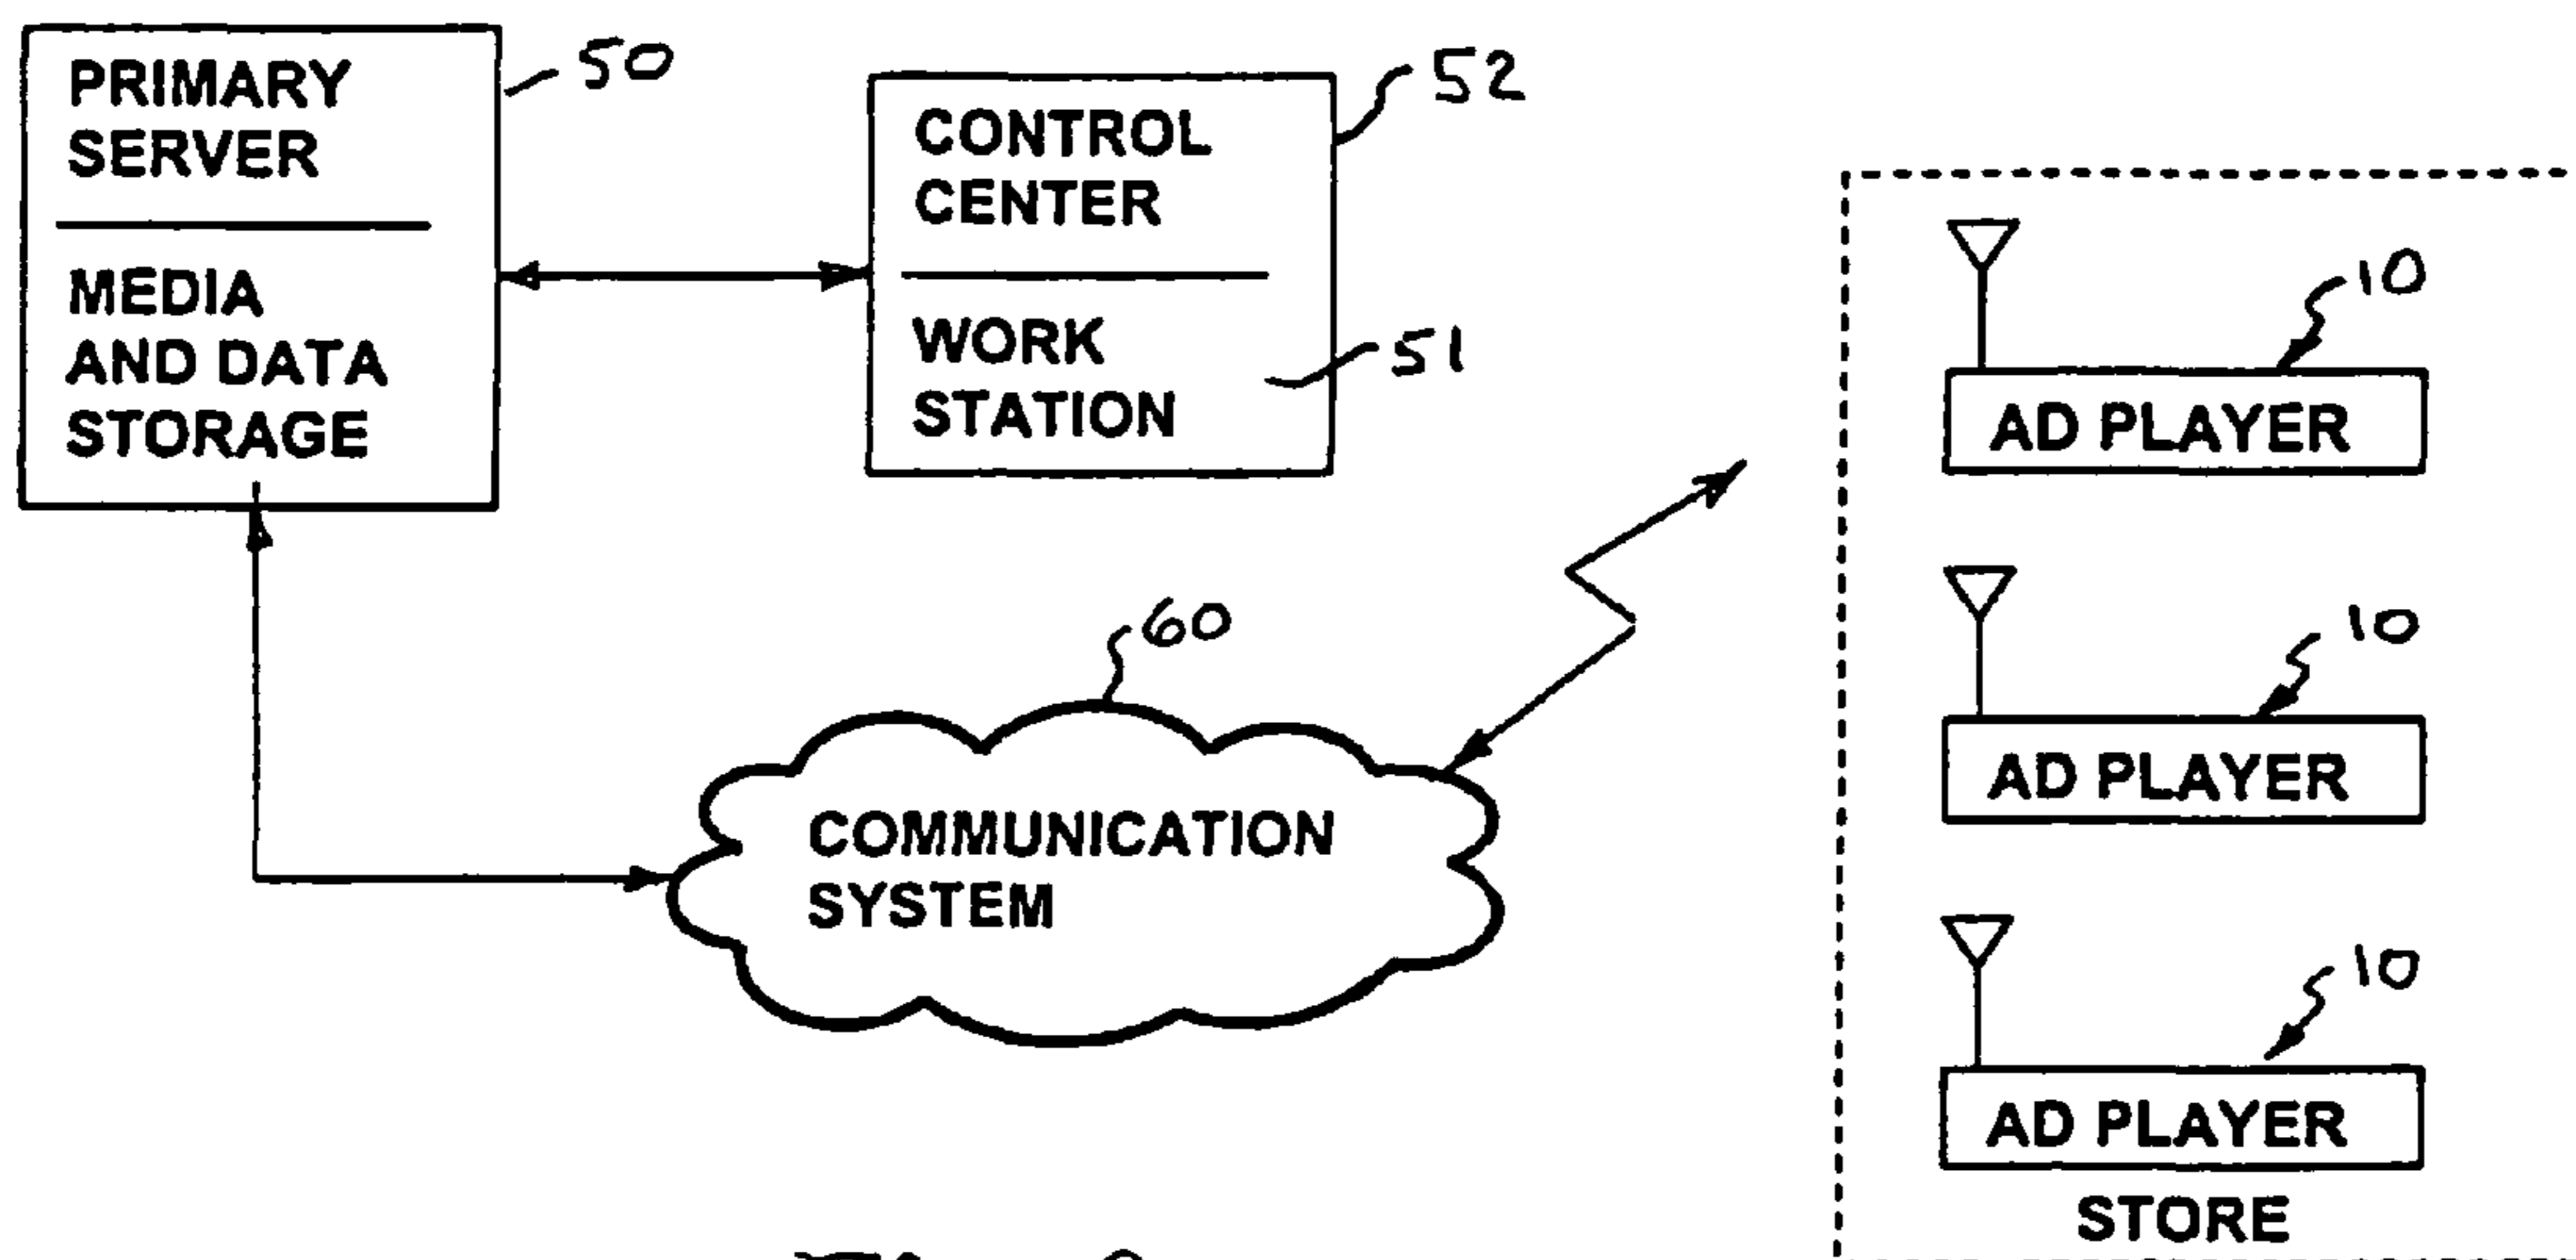 PRIMARY
SERVER
MEDIA
AND DATA
STORAGE
50
CONTROL
CENTER
WORK
STATION
52
51
60
COMMUNICATION
SYSTEM
10
AD PLAYER
10
AD PLAYER
10
AD PLAYER
STORE